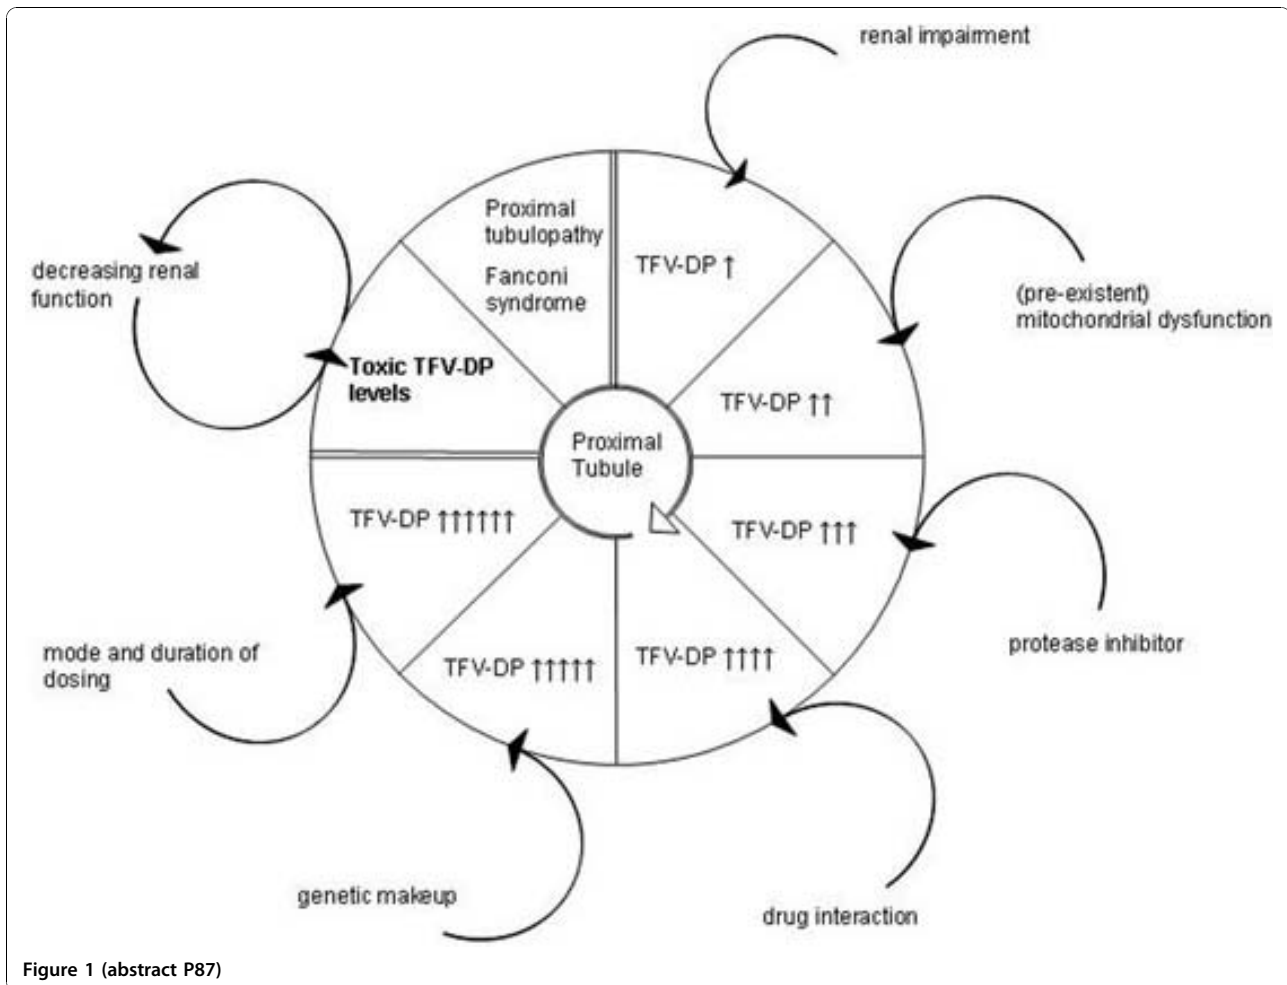 renal impairment
(pre-existent)
mitochondrial dysfunction
protease inhibitor
drug interaction
genetic makeup
mode and duration of
dosing
decreasing renal
function
Proximal
tubulopathy
Fanconi
syndrome
TFV-DP ↑
TFV-DP ↑↑
TFV-DP ↑↑↑
TFV-DP ↑↑↑↑
TFV-DP ↑↑↑↑↑
TFV-DP ↑↑↑↑↑↑
Toxic TFV-DP
levels
Proximal
Tubule
Figure 1 (abstract P87)